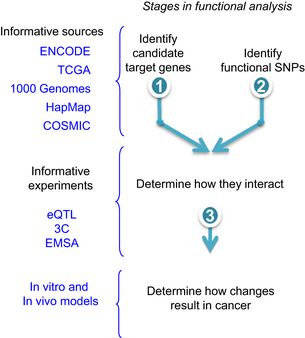 Stages in functional analysis
Informative sources
ENCODE
TCGA
1000 Genomes
HapMap
COSMIC
Identify
candidate
target genes
Identify
functional SNPs
1
2
Informative
experiments
eQTL
3C
EMSA
Determine how they interact
3
In vitro and
In vivo models
Determine how changes
result in cancer